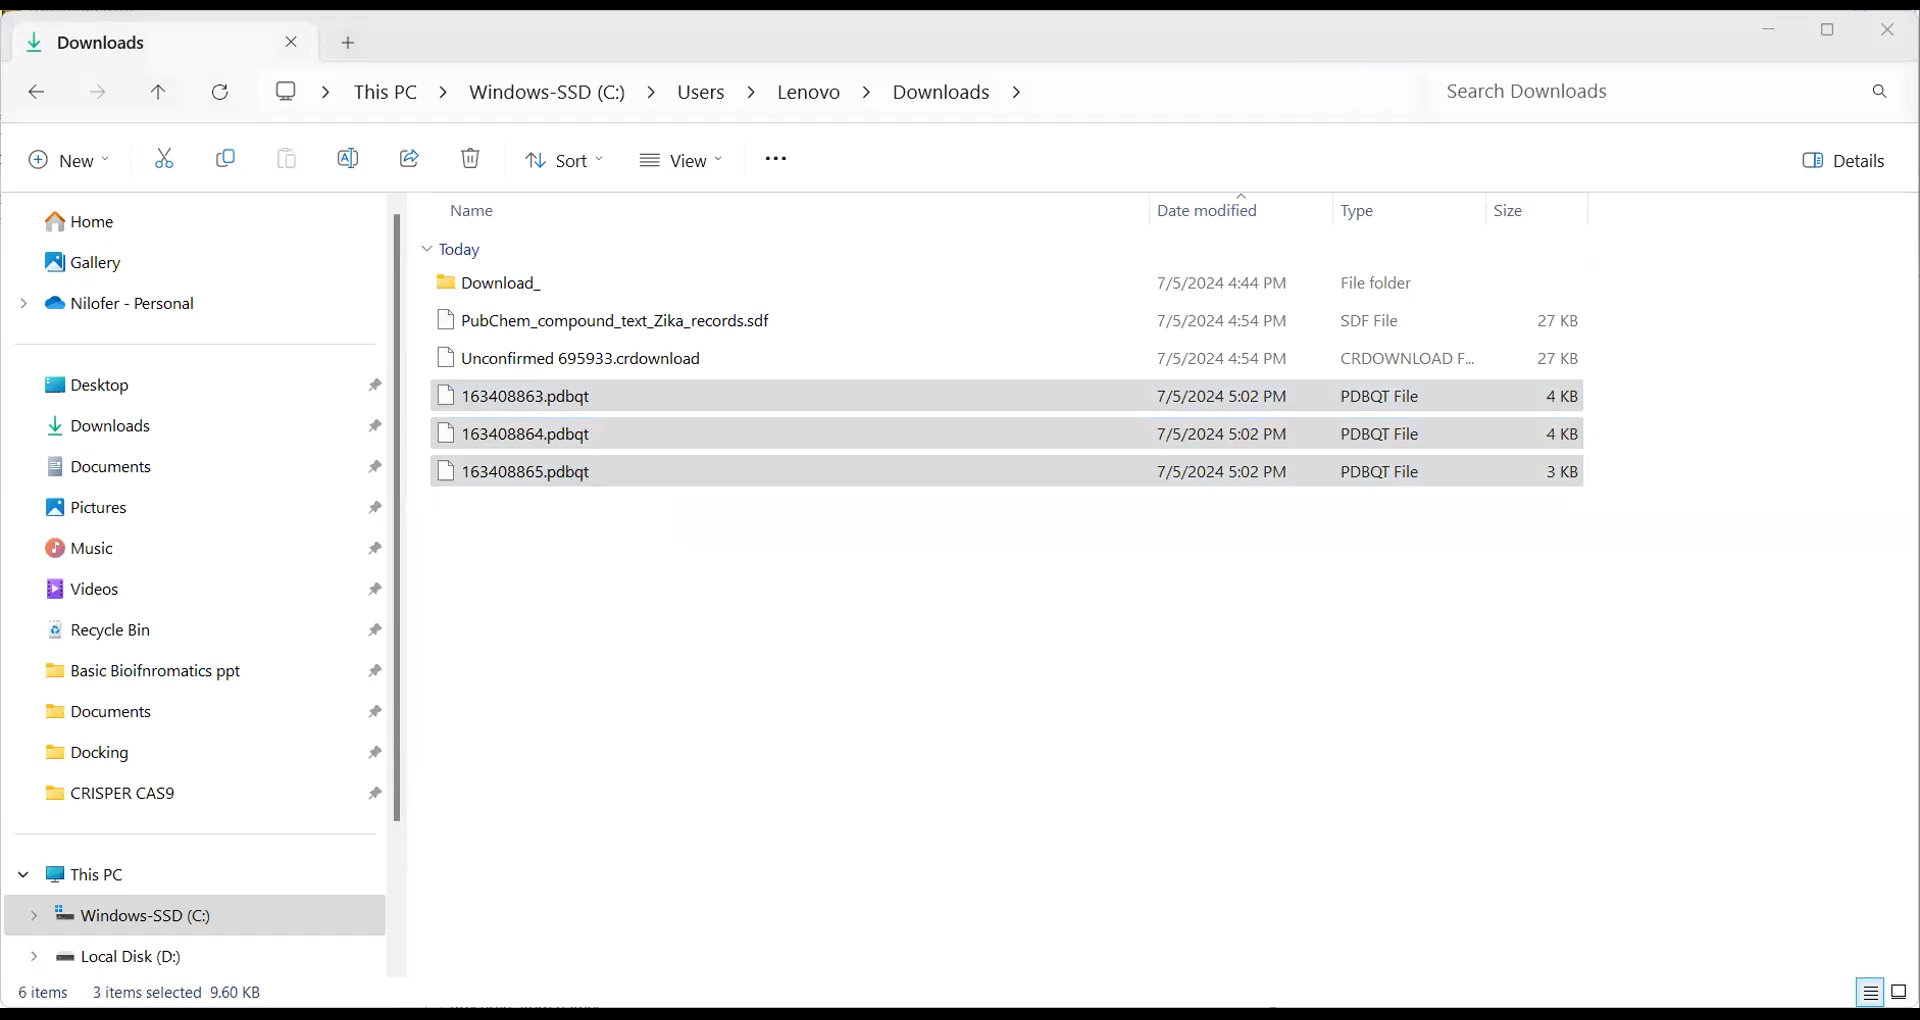 Downloads
This PC Windows-SSD (C:) Users Lenovo Downloads
Search Downloads
New Sort View ... Details
Name Date modified Type Size
Today
Download_ 7/5/2024 4:44 PM File folder
PubChem_compound_text_Zika_records.sdf 7/5/2024 4:54 PM SDF File 27 KB
Unconfirmed 695933.crdownload 7/5/2024 4:54 PM CRDOWNLOAD F... 27 KB
163408863.pdbqt 7/5/2024 5:02 PM PDBQT File 4 KB
163408864.pdbqt 7/5/2024 5:02 PM PDBQT File 4 KB
163408865.pdbqt 7/5/2024 5:02 PM PDBQT File 3 KB
Home
Gallery
Nilofer - Personal
Desktop
Downloads
Documents
Pictures
Music
Videos
Recycle Bin
Basic Bioifnromatics ppt
Documents
Docking
CRISPER CAS9
This PC
Windows-SSD (C:)
Local Disk (D:)
6 items 3 items selected 9.60 KB